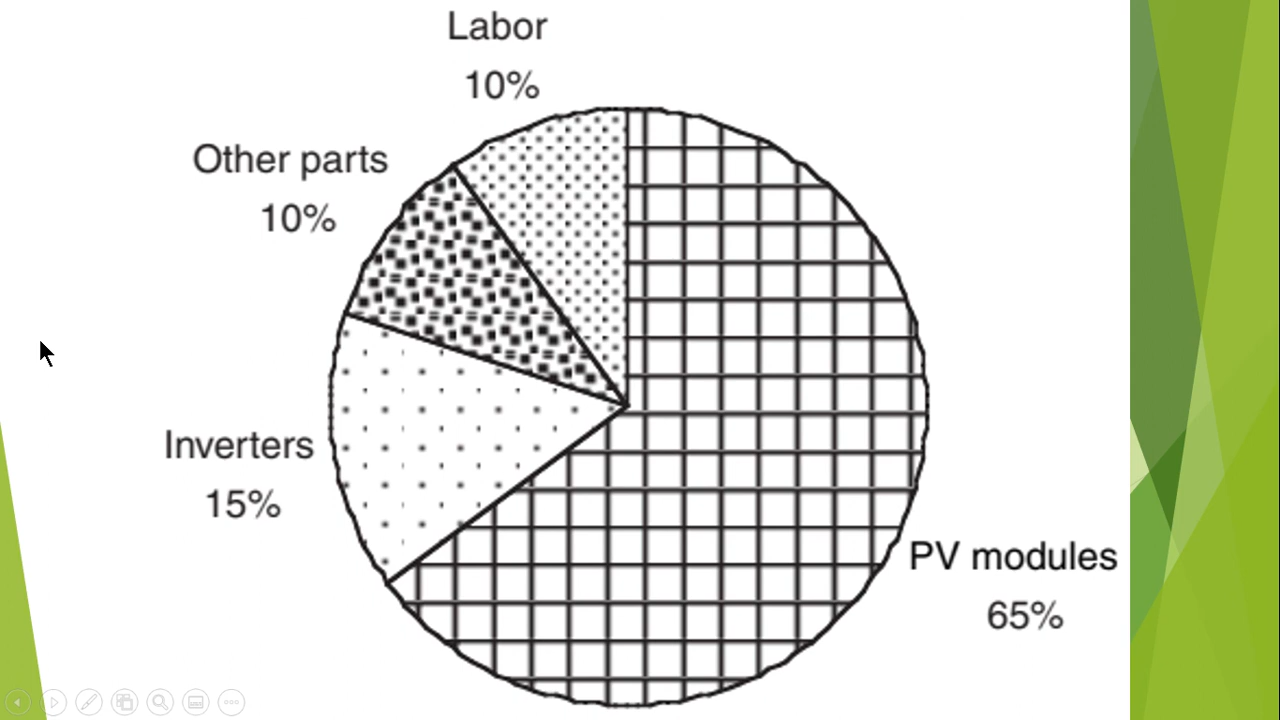 Labor
10%
Other parts
10%
Inverters
15%
PV modules
65%